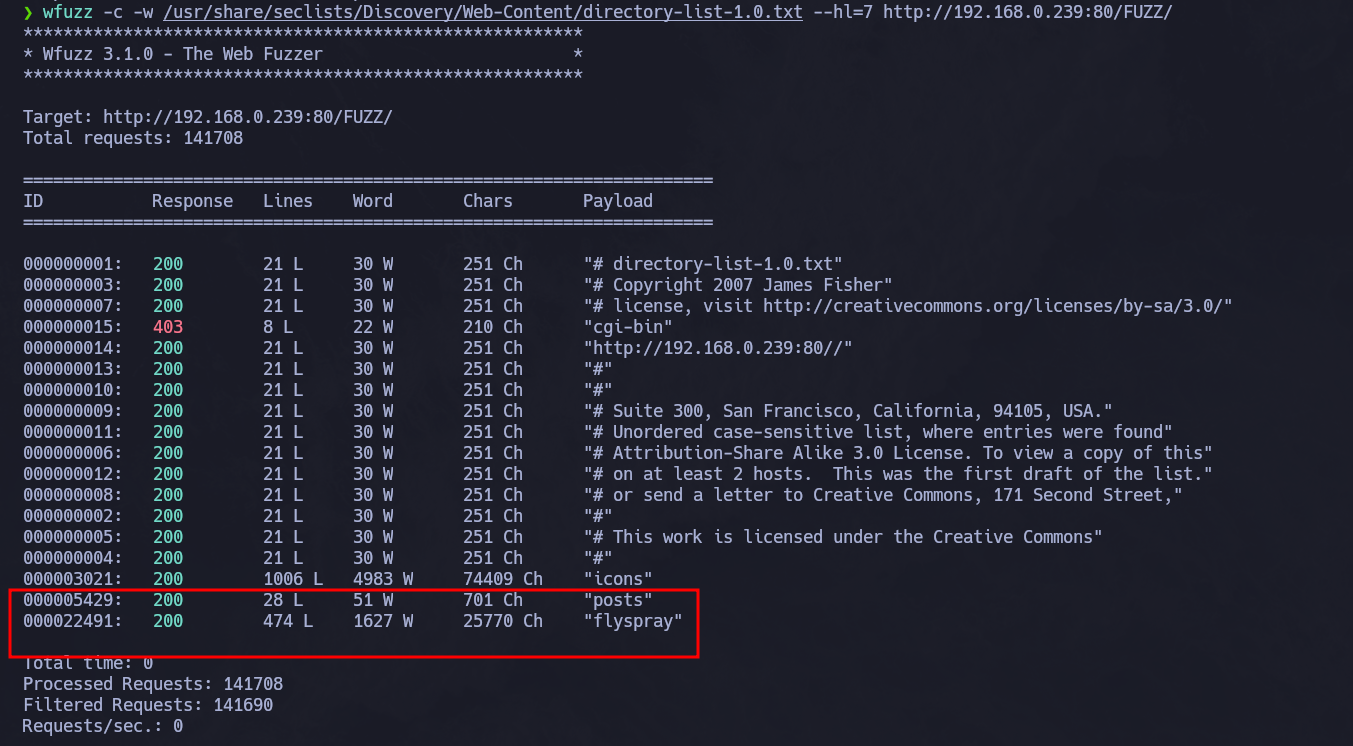 ❯ wfuzz -c -w /usr/share/seclists/Discovery/Web-Content/directory-list-1.0.txt --hl=7 http://192.168.0.239:80/FUZZ/
********************************************************
* Wfuzz 3.1.0 - The Web Fuzzer                         *
********************************************************
Target: http://192.168.0.239:80/FUZZ/
Total requests: 141708
=====================================================================
ID           Response   Lines    Word       Chars       Payload
=====================================================================
000000001:   200        21 L     30 W       251 Ch      "# directory-list-1.0.txt"
000000003:   200        21 L     30 W       251 Ch      "# Copyright 2007 James Fisher"
000000007:   200        21 L     30 W       251 Ch      "# license, visit http://creativecommons.org/licenses/by-sa/3.0/"
000000015:   403        8 L      22 W       210 Ch      "cgi-bin"
000000014:   200        21 L     30 W       251 Ch      "http://192.168.0.239:80//"
000000013:   200        21 L     30 W       251 Ch      "#"
000000010:   200        21 L     30 W       251 Ch      "#"
000000009:   200        21 L     30 W       251 Ch      "# Suite 300, San Francisco, California, 94105, USA."
000000011:   200        21 L     30 W       251 Ch      "# Unordered case-sensitive list, where entries were found"
000000006:   200        21 L     30 W       251 Ch      "# Attribution-Share Alike 3.0 License. To view a copy of this"
000000012:   200        21 L     30 W       251 Ch      "# on at least 2 hosts.  This was the first draft of the list."
000000008:   200        21 L     30 W       251 Ch      "# or send a letter to Creative Commons, 171 Second Street,"
000000002:   200        21 L     30 W       251 Ch      "#"
000000005:   200        21 L     30 W       251 Ch      "# This work is licensed under the Creative Commons"
000000004:   200        21 L     30 W       251 Ch      "#"
000003021:   200        1006 L   4983 W     74409 Ch    "icons"
000005429:   200        28 L     51 W       701 Ch      "posts"
000022491:   200        474 L    1627 W     25770 Ch    "flyspray"
Total time: 0
Processed Requests: 141708
Filtered Requests: 141690
Requests/sec.: 0